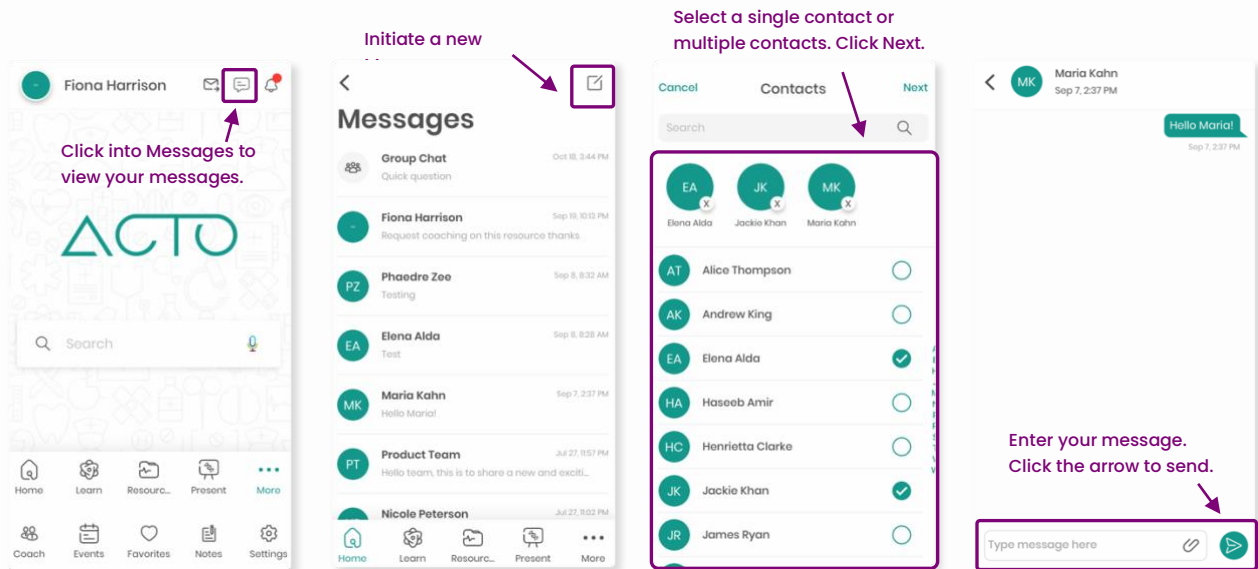 Fiona Harrison
Click into Messages to
view your messages.
ACTO
Search
Home
Learn
Resourc...
Present
More
Coach
Events
Favorites
Notes
Settings
Initiate a new
Messages
Group Chat
Oct 18, 3:44 PM
Quick question
Fiona Harrison
Sep 19, 10:13 PM
Request coaching on this resource thanks
PZ
Phaedre Zee
Sep 8, 8:32 AM
Testing
EA
Elena Alda
Sep 8, 8:28 AM
Test
MK
Maria Kahn
Sep 7, 2:37 PM
Hello Maria!
PT
Product Team
Jul 27, 11:57 PM
Hello team, this is to share a new and exciti...
Nicole Peterson
Jul 27, 11:02 PM
Home
Learn
Resourc...
Present
More
Select a single contact or
multiple contacts. Click Next.
Cancel
Contacts
Next
Search
EA
JK
MK
X
X
X
Elena Alda
Jackie Khan
Maria Kahn
AT
Alice Thompson
AK
Andrew King
EA
Elena Alda
HA
Haseeb Amir
HC
Henrietta Clarke
JK
Jackie Khan
JR
James Ryan
MK
Maria Kahn
Sep 7, 2:37 PM
Hello Maria!
Sep 7, 2:37 PM
Enter your message.
Click the arrow to send.
Type message here